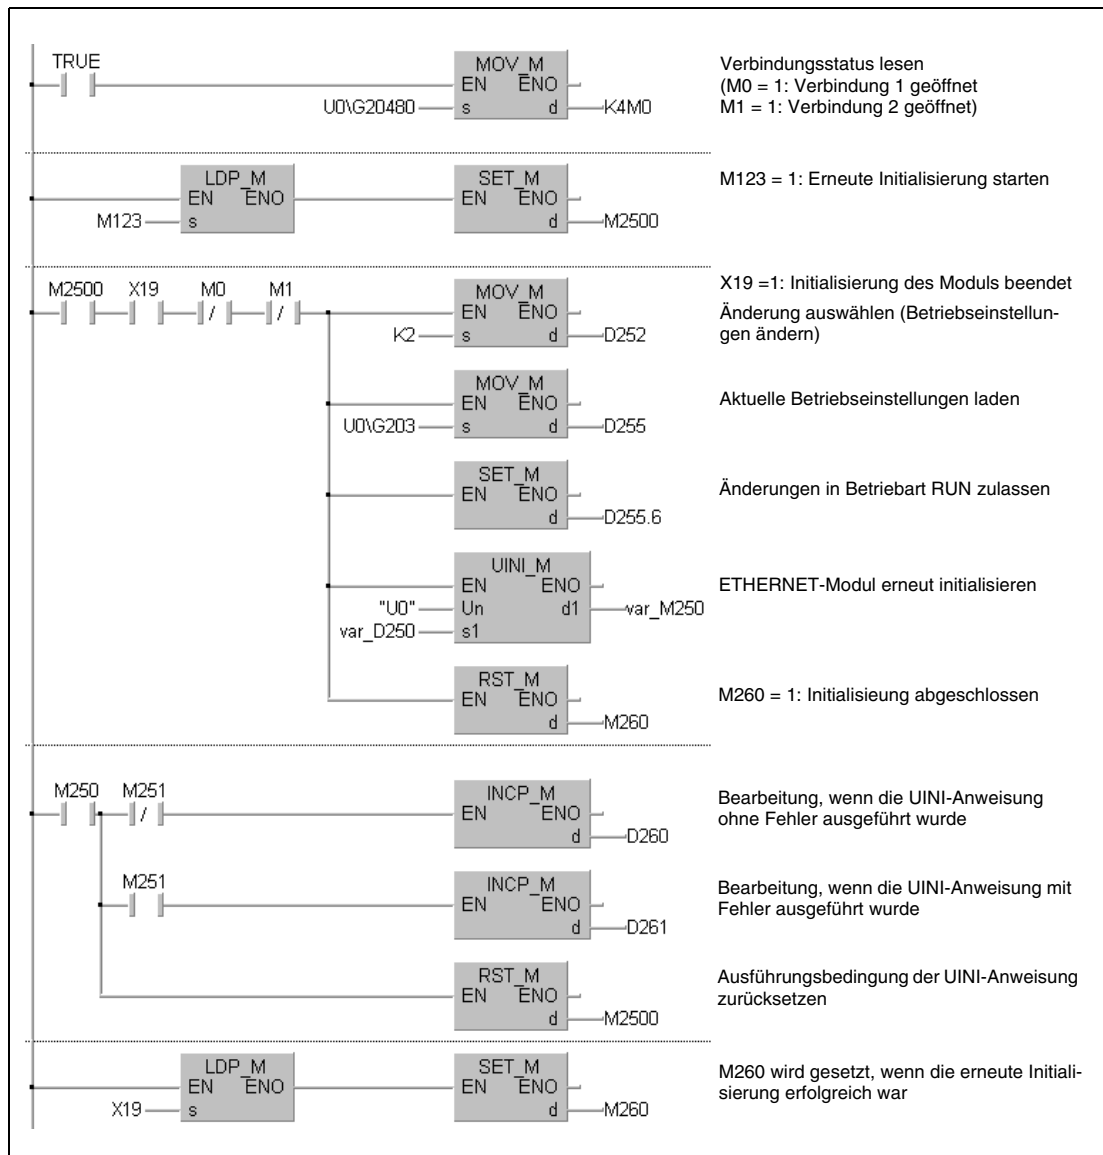 TRUE
MOV_M
EN ENO
U0\G20480 s d K4M0
Verbindungsstatus lesen
(M0 = 1: Verbindung 1 geöffnet
M1 = 1: Verbindung 2 geöffnet)
LDP_M
EN ENO
M123 s
SET_M
EN ENO
d M2500
M123 = 1: Erneute Initialisierung starten
M2500 X19 M0 M1
MOV_M
EN ENO
K2 s d D252
X19 =1: Initialisierung des Moduls beendet
Änderung auswählen (Betriebseinstellun-
gen ändern)
MOV_M
EN ENO
U0\G203 s d D255
Aktuelle Betriebseinstellungen laden
SET_M
EN ENO
d D255.6
Änderungen in Betriebart RUN zulassen
UINI_M
EN ENO
"U0" Un d1 var_M250
var_D250 s1
ETHERNET-Modul erneut initialisieren
RST_M
EN ENO
d M260
M260 = 1: Initialisieung abgeschlossen
M250 M251
INCP_M
EN ENO
d D260
Bearbeitung, wenn die UINI-Anweisung
ohne Fehler ausgeführt wurde
M251
INCP_M
EN ENO
d D261
Bearbeitung, wenn die UINI-Anweisung mit
Fehler ausgeführt wurde
RST_M
EN ENO
d M2500
Ausführungsbedingung der UINI-Anweisung
zurücksetzen
LDP_M
EN ENO
X19 s
SET_M
EN ENO
d M260
M260 wird gesetzt, wenn die erneute Initiali-
sierung erfolgreich war